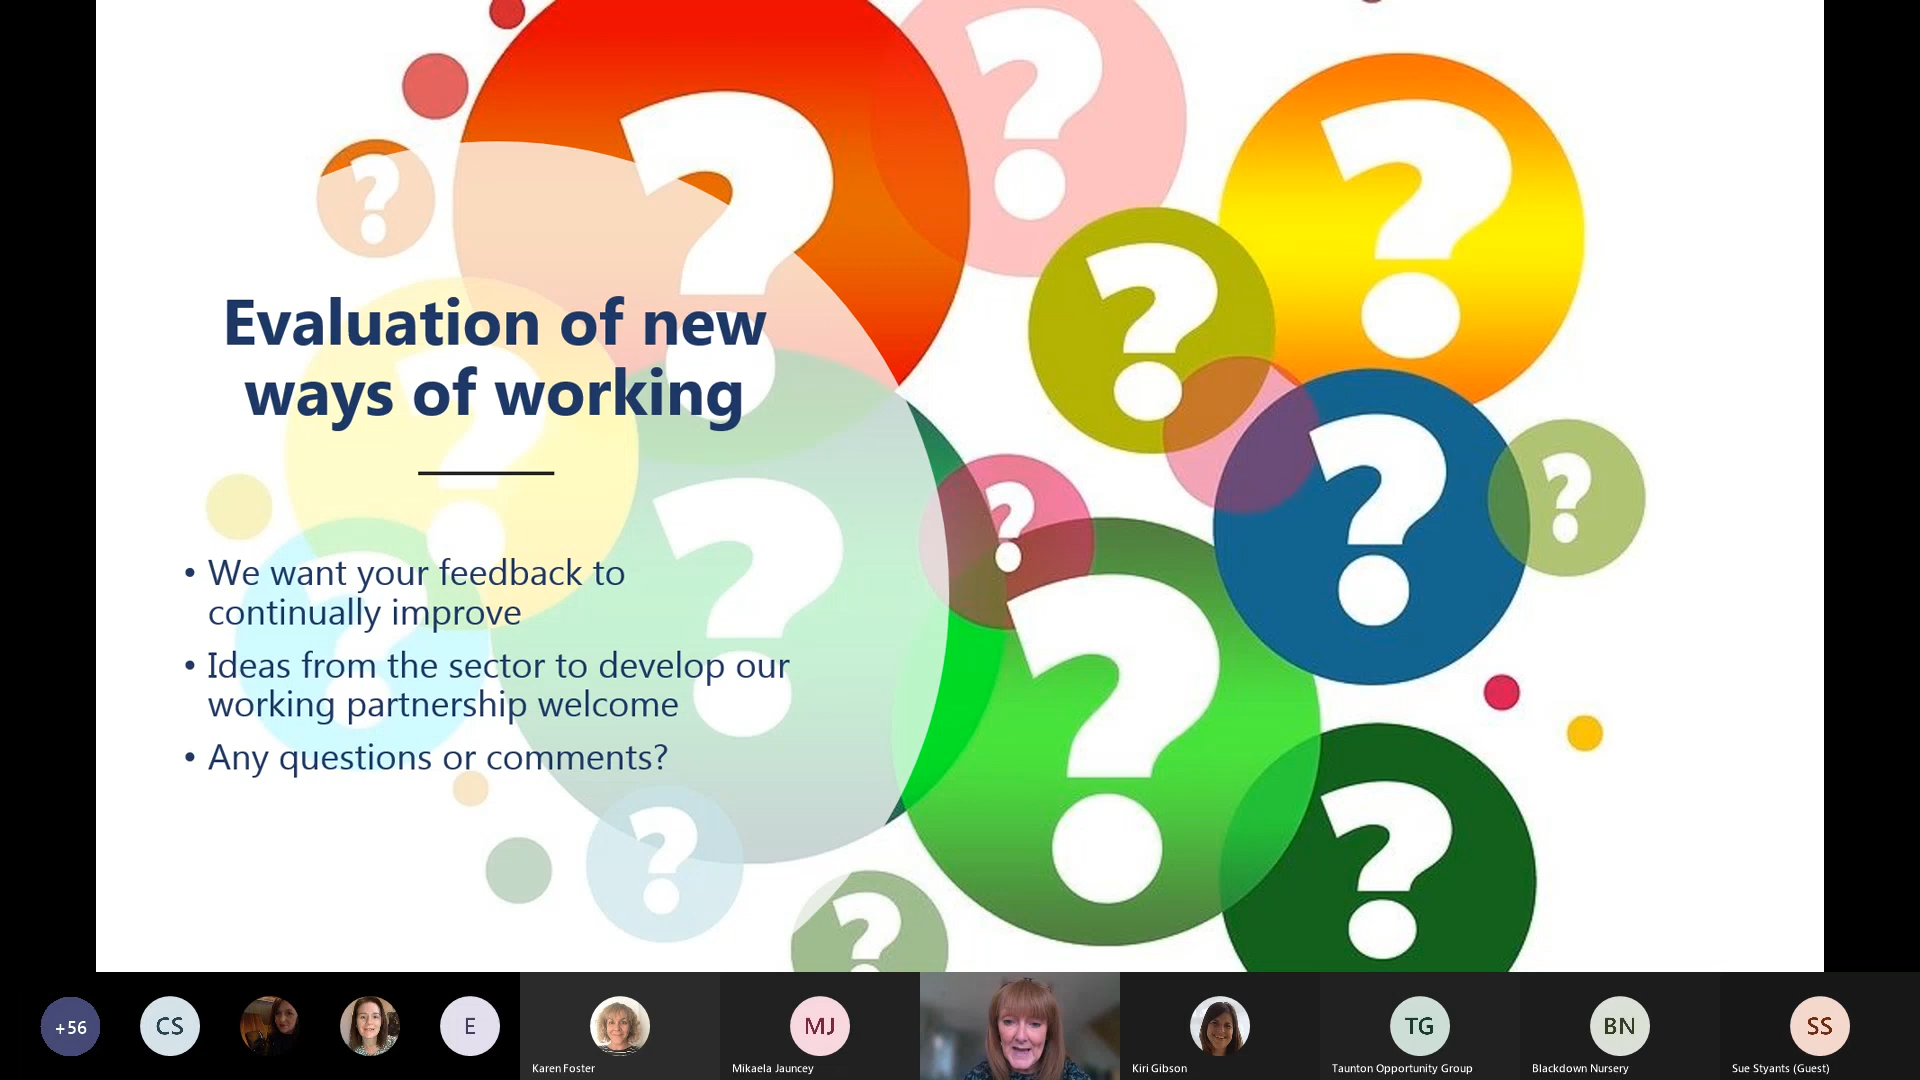 Evaluation of new
ways of working
• We want your feedback to
continually improve
• Ideas from the sector to develop our
working partnership welcome
• Any questions or comments?
+56
CS
E
MJ
TG
BN
SS
Karen Foster
Mikaela Jauncey
Kiri Gibson
Taunton Opportunity Group
Blackdown Nursery
Sue Styants (Guest)